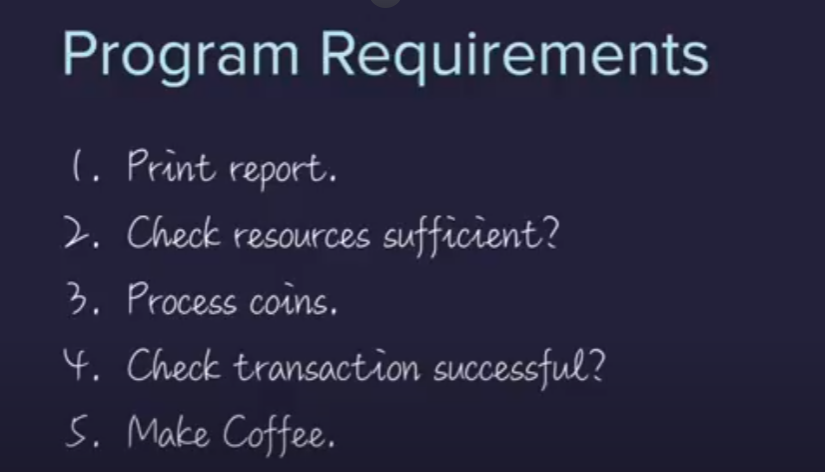 Program Requirements
1. Print report.
2. Check resources sufficient?
3. Process coins.
4. Check transaction successful?
5. Make Coffee.